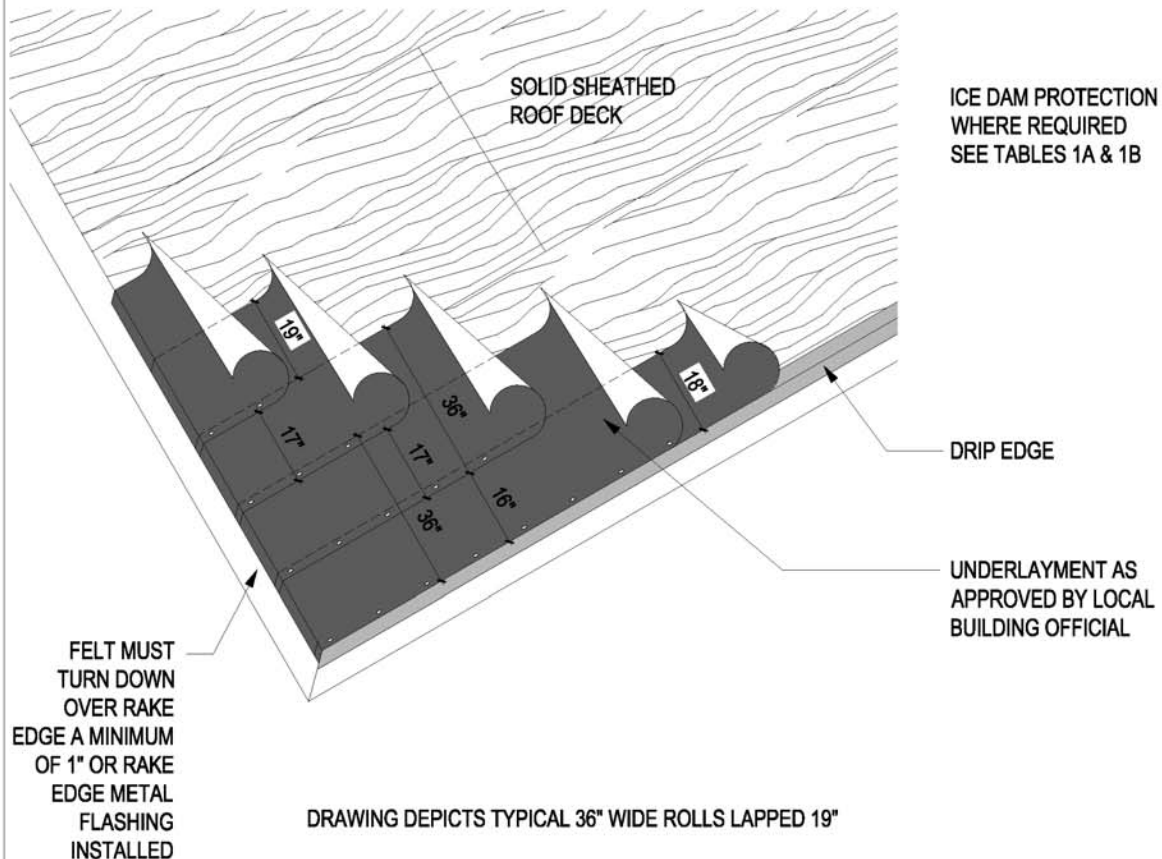 SOLID SHEATHED
ROOF DECK
ICE DAM PROTECTION
WHERE REQUIRED
SEE TABLES 1A & 1B
19"
17"
36"
17"
36"
16"
18"
DRIP EDGE
UNDERLAYMENT AS
APPROVED BY LOCAL
BUILDING OFFICIAL
FELT MUST
TURN DOWN
OVER RAKE
EDGE A MINIMUM
OF 1" OR RAKE
EDGE METAL
FLASHING
INSTALLED
DRAWING DEPICTS TYPICAL 36" WIDE ROLLS LAPPED 19"